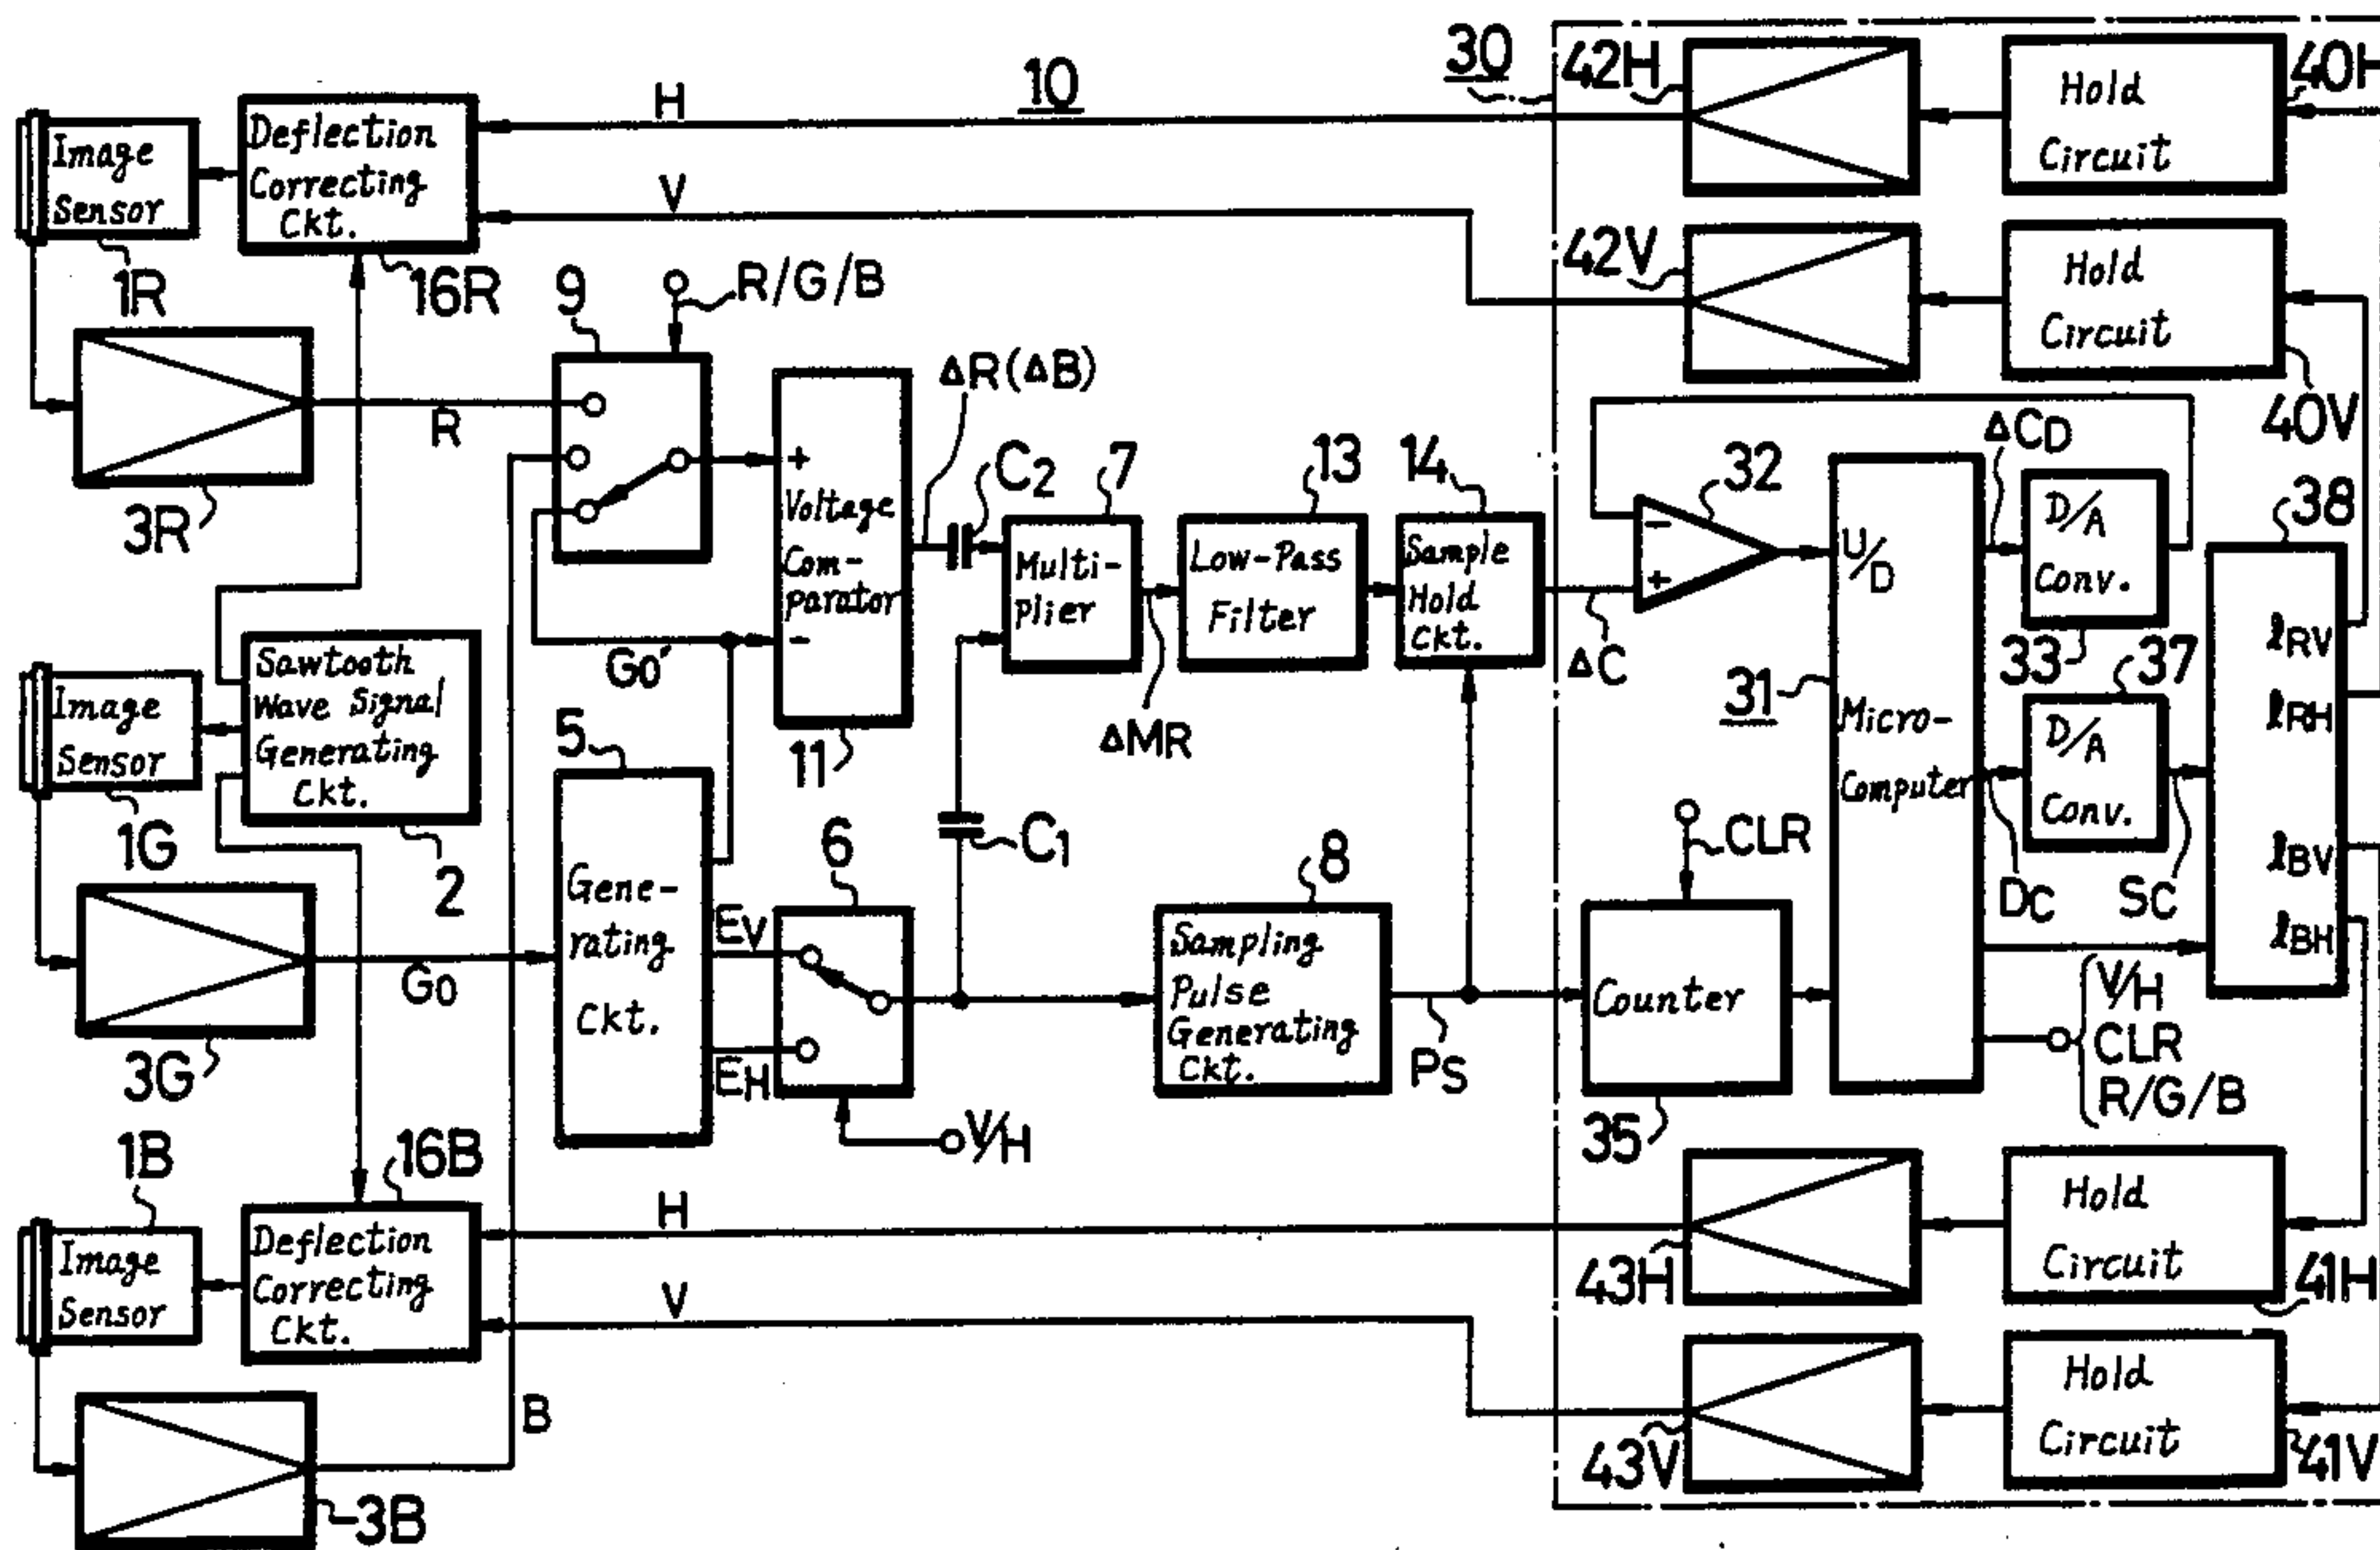 30
42H
Hold
Circuit
40H
10
H
Image
Sensor
1R
Deflection
Correcting
Ckt.
16R
V
42V
Hold
Circuit
40V
9
R/G/B
3R
R
ΔR(ΔB)
+
Voltage
Com-
parator
-
11
C2
7
Multi-
plier
13
Low-Pass
Filter
14
Sample
Hold
Ckt.
32
-
+
U/D
ΔCD
D/A
Conv.
33
38
ΔC
ΔMR
Go'
Image
Sensor
1G
Sawtooth
Wave Signal
Generating
Ckt.
2
5
Gene-
rating
Ckt.
31
Micro-
Computer
37
D/A
Conv.
lRV
lRH
lBV
lBH
DC
SC
C1
6
EV
EH
V/H
8
Sampling
Pulse
Generating
Ckt.
PS
CLR
Counter
35
V/H
CLR
R/G/B
3G
Go
1B
Image
Sensor
16B
Deflection
Correcting
Ckt.
H
V
43H
Hold
Circuit
41H
3B
B
43V
Hold
Circuit
41V